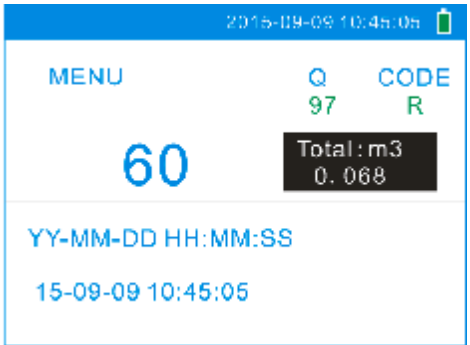 2015-09-09 10:45:05
MENU Q CODE
97 R
60 Total:m3
0.068
YY-MM-DD HH:MM:SS
15-09-09 10:45:05